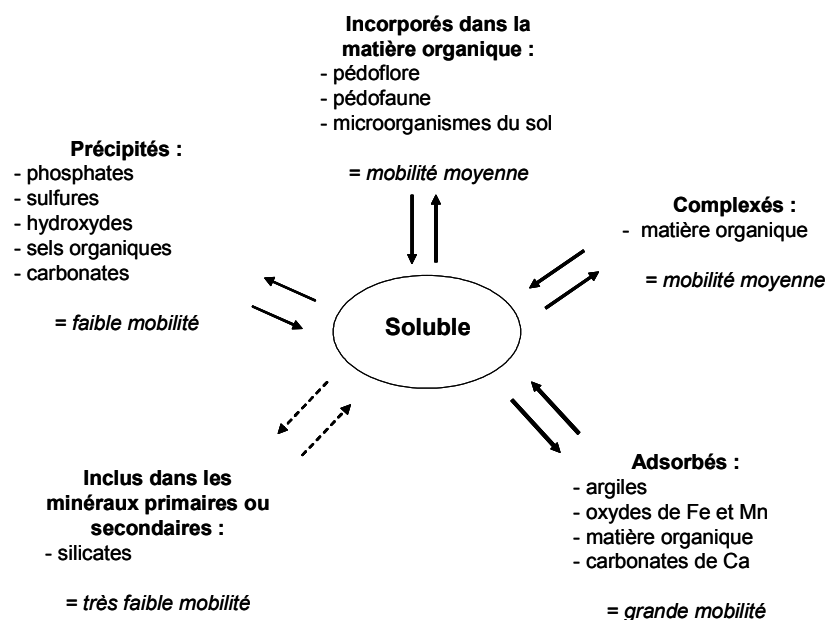 Incorporés dans la
matière organique :
- pédoflore
- pédofaune
- microorganismes du sol
= mobilité moyenne
Précipités :
- phosphates
- sulfures
- hydroxydes
- sels organiques
- carbonates
= faible mobilité
Complexés :
- matière organique
= mobilité moyenne
Soluble
Inclus dans les
minéraux primaires ou
secondaires :
- silicates
= très faible mobilité
Adsorbés :
- argiles
- oxydes de Fe et Mn
- matière organique
- carbonates de Ca
= grande mobilité